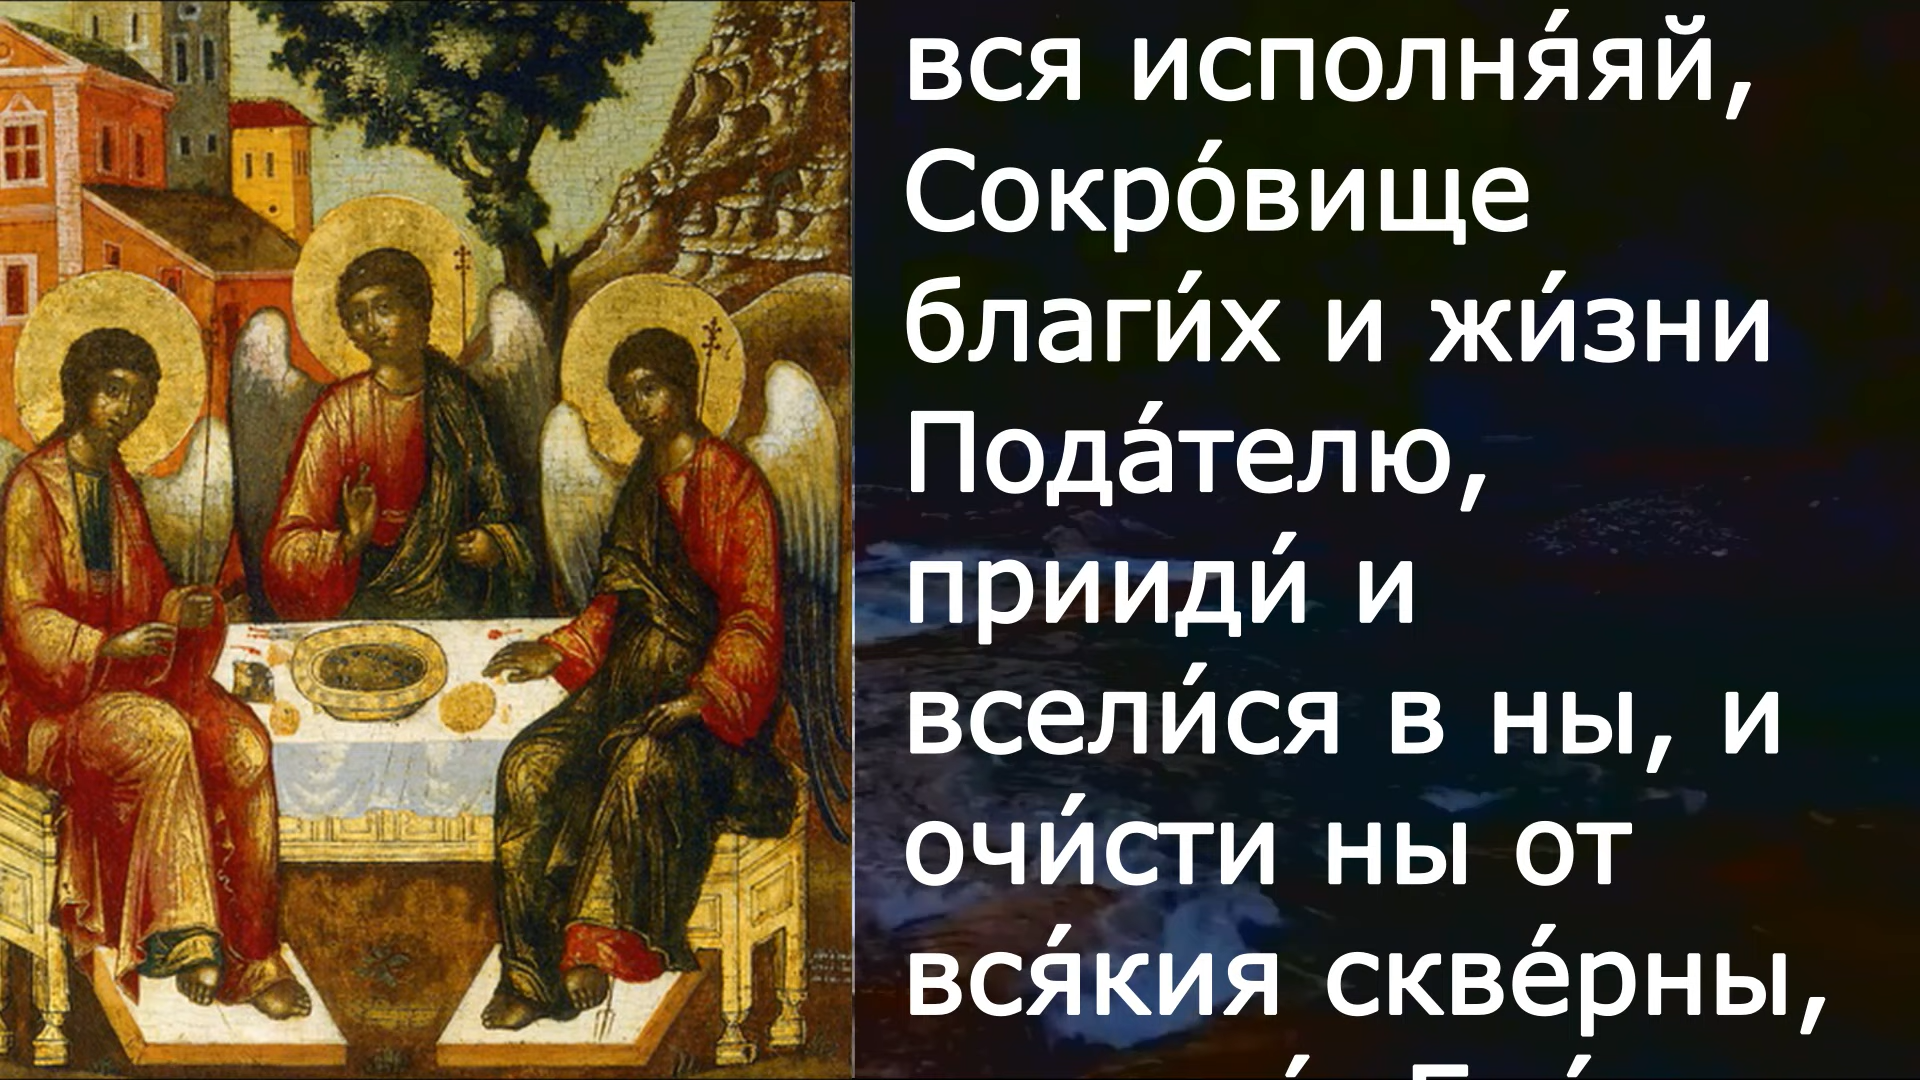 вся исполня́яй,
Сокро́вище
благи́х и жи́зни
Пода́телю,
прииди́ и
всели́ся в ны, и
очи́сти ны от
вся́кия скве́рны,